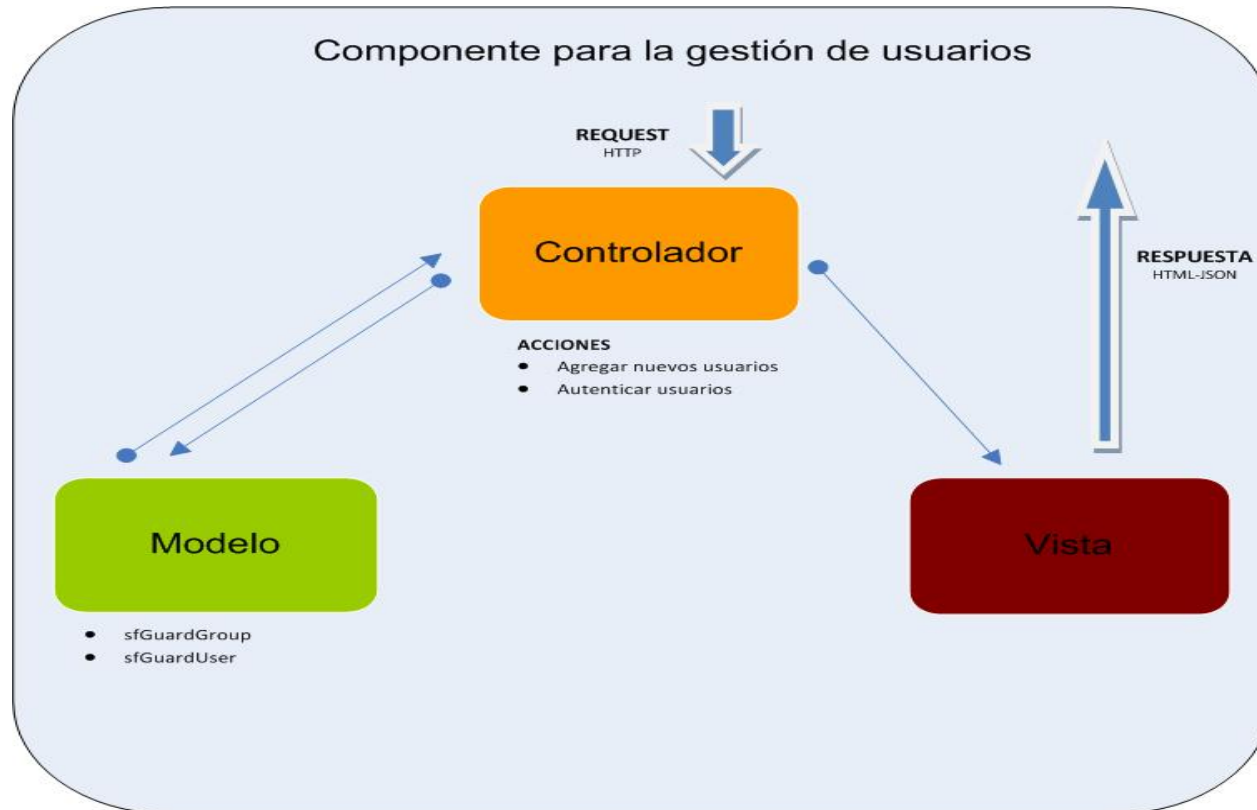 Componente para la gestión de usuarios
REQUEST
HTTP
Controlador
RESPUESTA
HTML-JSON
ACCIONES
● Agregar nuevos usuarios
● Autenticar usuarios
Modelo
Vista
● sfGuardGroup
● sfGuardUser